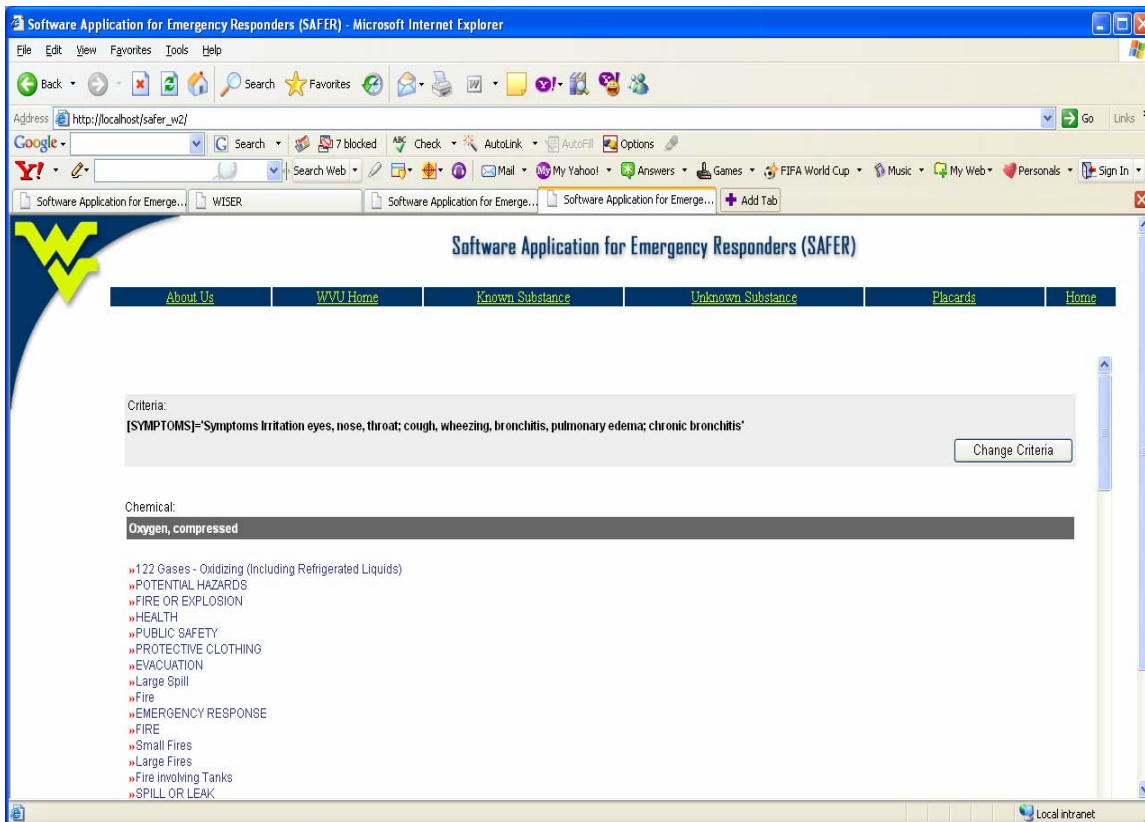 Software Application for Emergency Responders (SAFER) - Microsoft Internet Explorer
File Edit View Favorites Tools Help
Back Search Favorites
Address http://localhost/safer_w2/ Go Links
Google Search 7 blocked Check AutoLink AutoFill Options
Y! Search Web Mail My Yahoo! Answers Games FIFA World Cup Music My Web Personals Sign In
Software Application for Emerge... WISER Software Application for Emerge... Software Application for Emerge... Add Tab
Software Application for Emergency Responders (SAFER)
About Us WVU Home Known Substance Unknown Substance Placards Home
Criteria:
[SYMPTOMS]='Symptoms Irritation eyes, nose, throat; cough, wheezing, bronchitis, pulmonary edema; chronic bronchitis'
Change Criteria
Chemical:
Oxygen, compressed
»122 Gases - Oxidizing (Including Refrigerated Liquids)
»POTENTIAL HAZARDS
»FIRE OR EXPLOSION
»HEALTH
»PUBLIC SAFETY
»PROTECTIVE CLOTHING
»EVACUATION
»Large Spill
»Fire
»EMERGENCY RESPONSE
»FIRE
»Small Fires
»Large Fires
»Fire involving Tanks
»SPILL OR LEAK
Local intranet